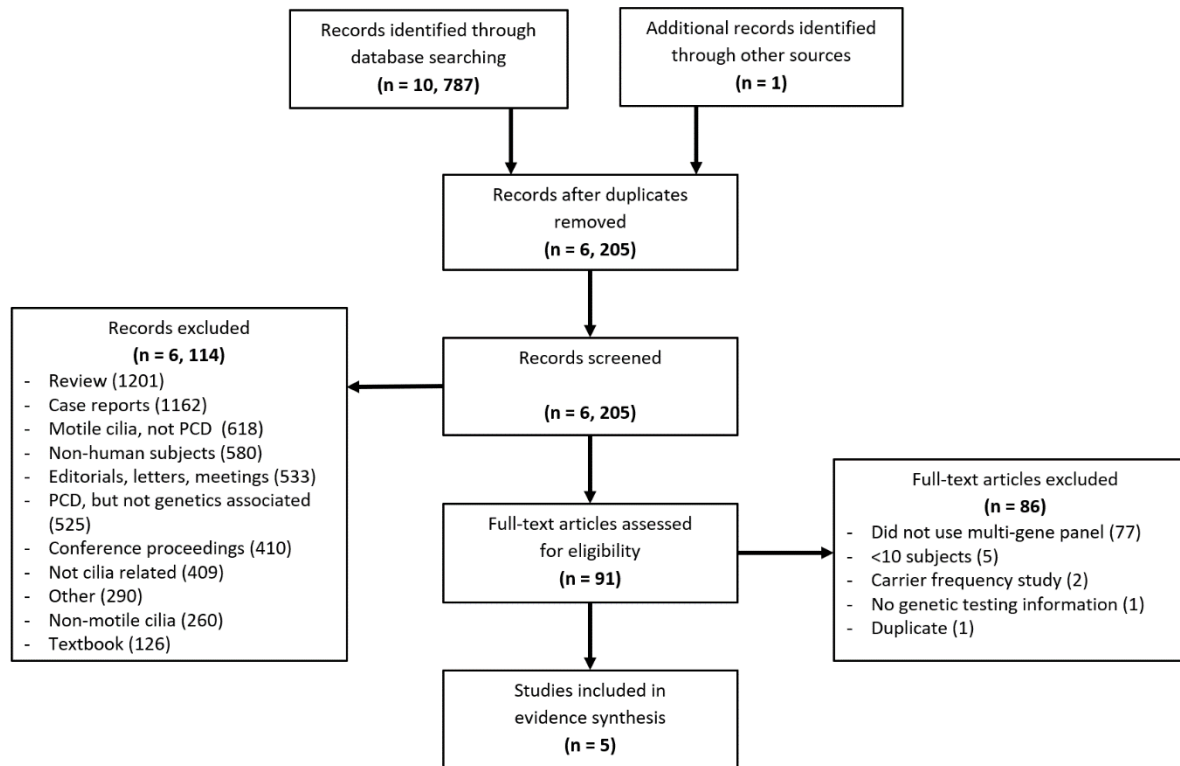 Records identified through
database searching
(n = 10, 787)
Additional records identified
through other sources
(n = 1)
Records after duplicates
removed
(n = 6, 205)
Records excluded
(n = 6, 114)
- Review (1201)
- Case reports (1162)
- Motile cilia, not PCD (618)
- Non-human subjects (580)
- Editorials, letters, meetings (533)
- PCD, but not genetics associated
(525)
- Conference proceedings (410)
- Not cilia related (409)
- Other (290)
- Non-motile cilia (260)
- Textbook (126)
Records screened
(n = 6, 205)
Full-text articles assessed
for eligibility
(n = 91)
Full-text articles excluded
(n = 86)
- Did not use multi-gene panel (77)
- <10 subjects (5)
- Carrier frequency study (2)
- No genetic testing information (1)
- Duplicate (1)
Studies included in
evidence synthesis
(n = 5)